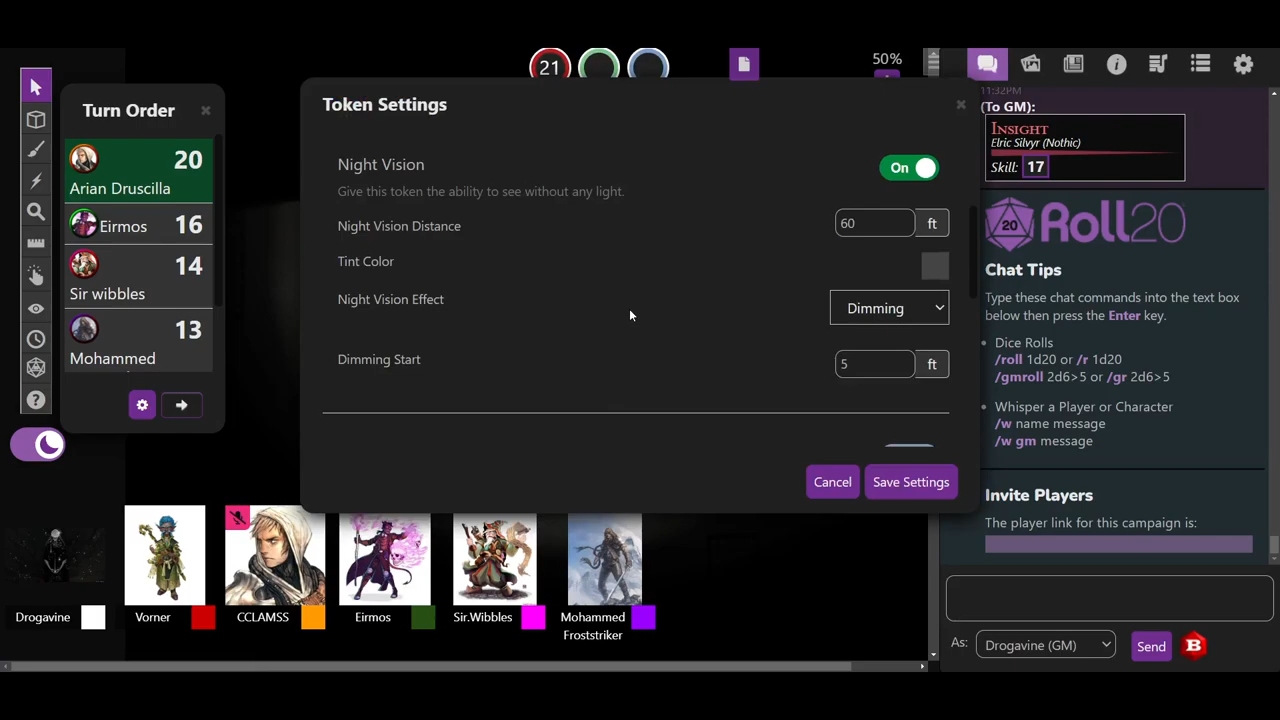 21
50%
Turn Order
20
Arian Druscilla
Eirmos 16
14
Sir wibbles
13
Mohammed
Token Settings
Night Vision
On
Give this token the ability to see without any light.
Night Vision Distance
60 ft
Tint Color
Night Vision Effect
Dimming
Dimming Start
5 ft
Cancel
Save Settings
11:32PM
(To GM):
INSIGHT
Elric Silvyr (Nothic)
Skill: 17
20
Roll20
Chat Tips
Type these chat commands into the text box
below then press the Enter key.
• Dice Rolls
/roll 1d20 or /r 1d20
/gmroll 2d6>5 or /gr 2d6>5
• Whisper a Player or Character
/w name message
/w gm message
Invite Players
The player link for this campaign is:
As: Drogavine (GM)
Send
B
Drogavine
Vorner
CCLAMSS
Eirmos
Sir.Wibbles
Mohammed
Froststriker